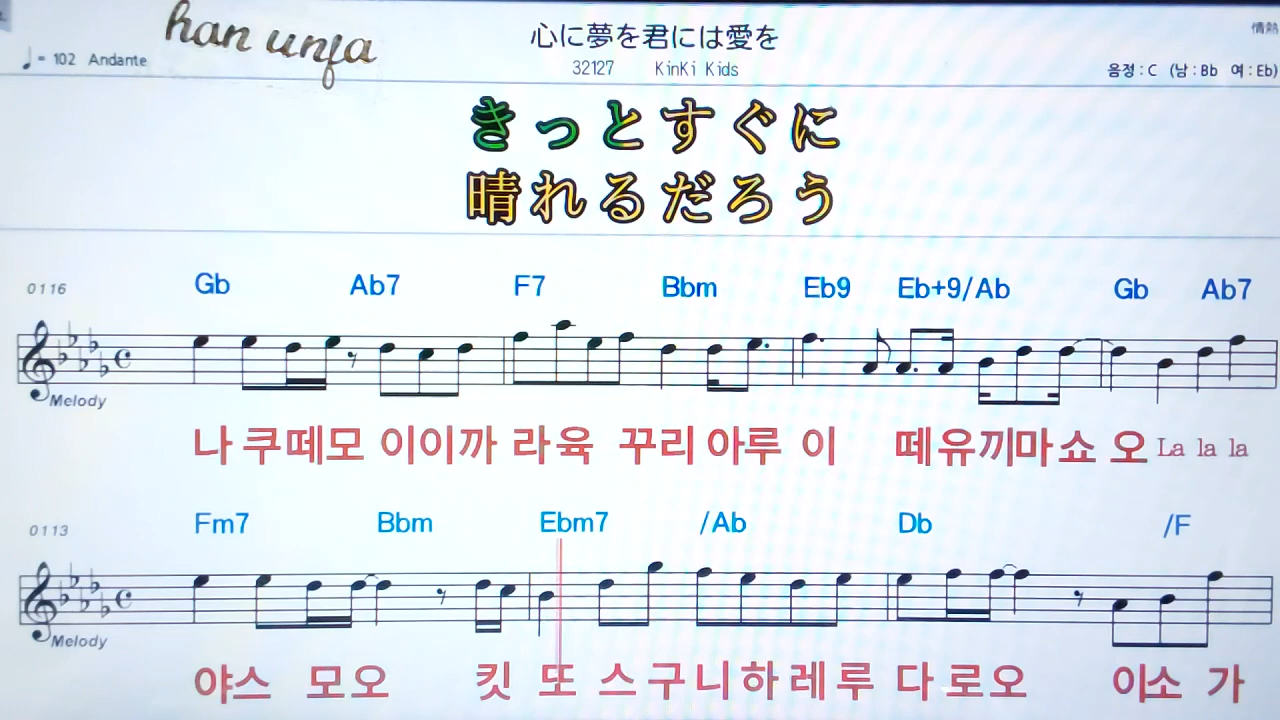 han unfa
心に夢を君には愛を
情熱
♩= 102 Andante
32127 KinKi Kids
음정 : C (남 : Bb 여 : Eb)
きっとすぐに
晴れるだろう
0116 Gb Ab7 F7 Bbm Eb9 Eb+9/Ab Gb Ab7
Melody
나 쿠떼모 이이까 라육 꾸리 아루 이 떼유끼마쇼 오 La la la
0113 Fm7 Bbm Ebm7 /Ab Db /F
Melody
야스 모오 킷 또 스구니하레루 다로오 이소 가